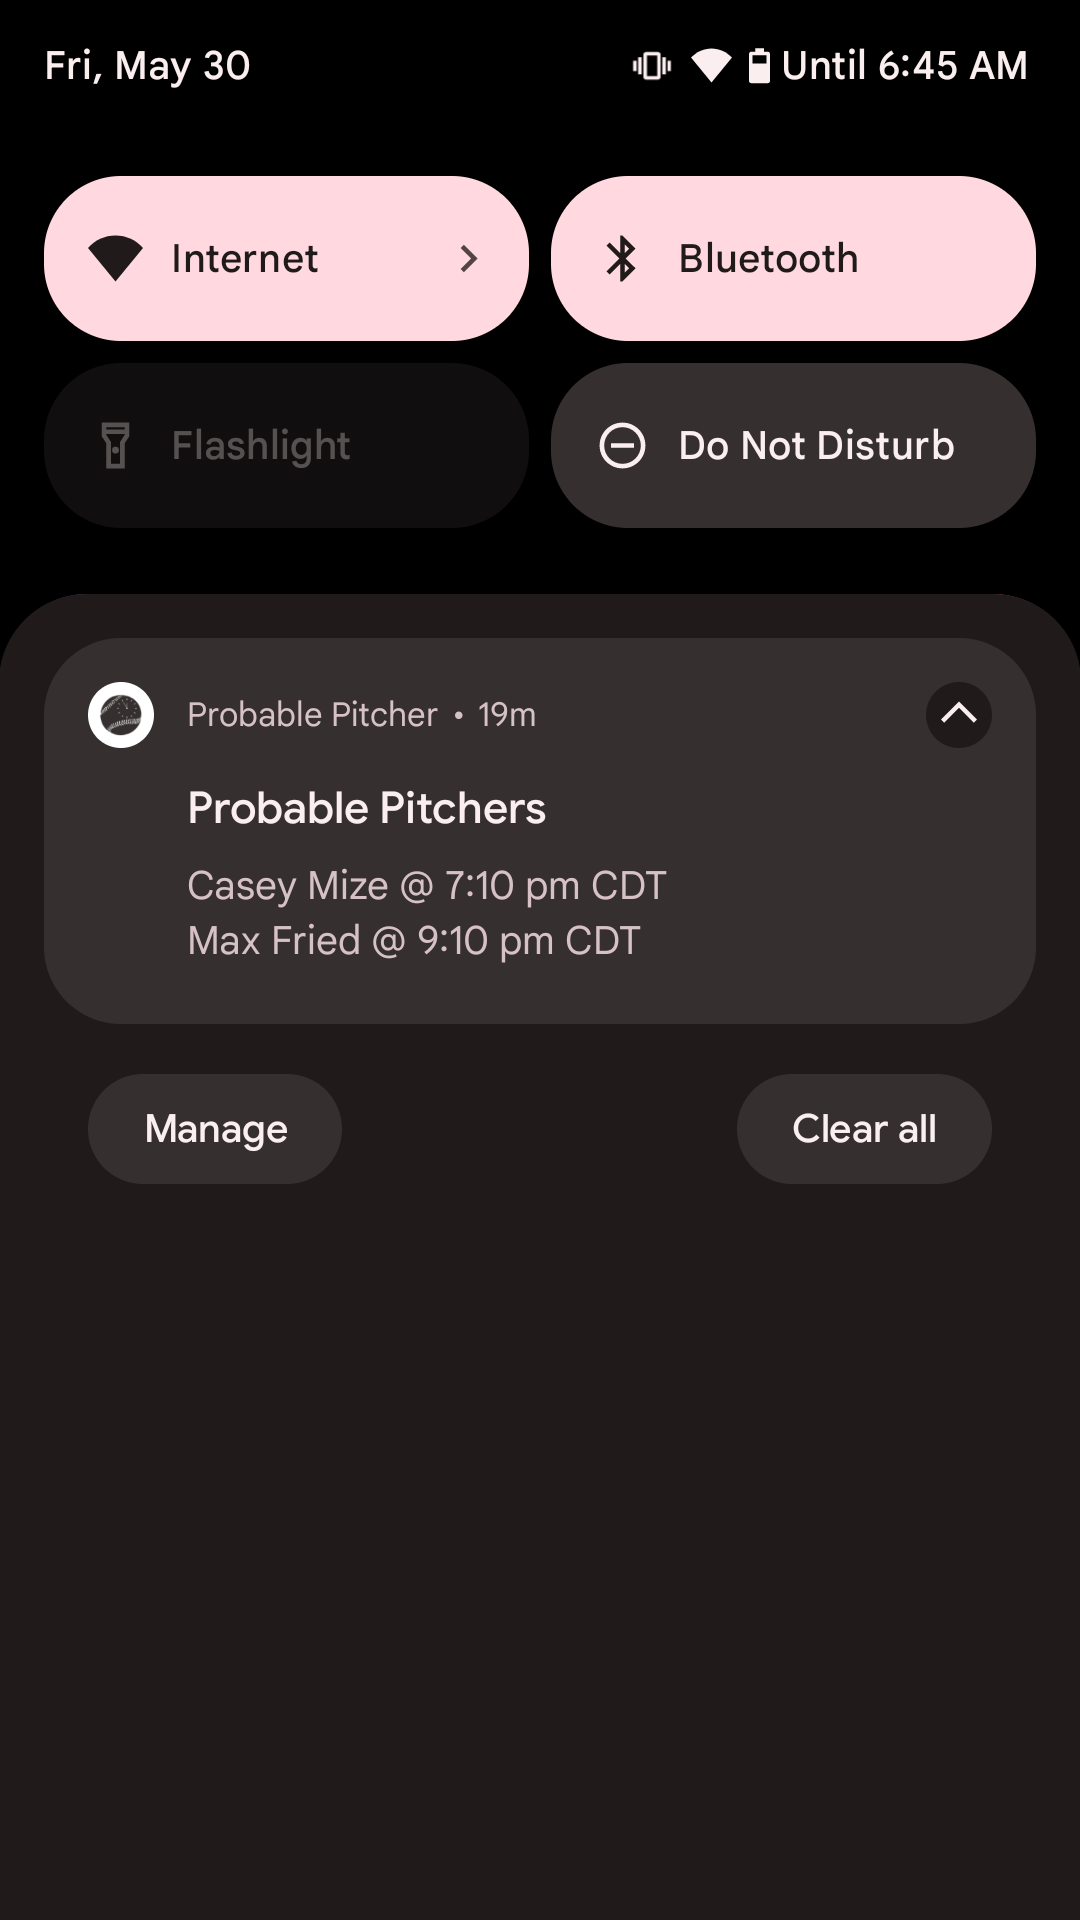 Fri, May 30
Until 6:45 AM
Internet
Bluetooth
Flashlight
Do Not Disturb
Probable Pitcher • 19m
Probable Pitchers
Casey Mize @ 7:10 pm CDT
Max Fried @ 9:10 pm CDT
Manage
Clear all